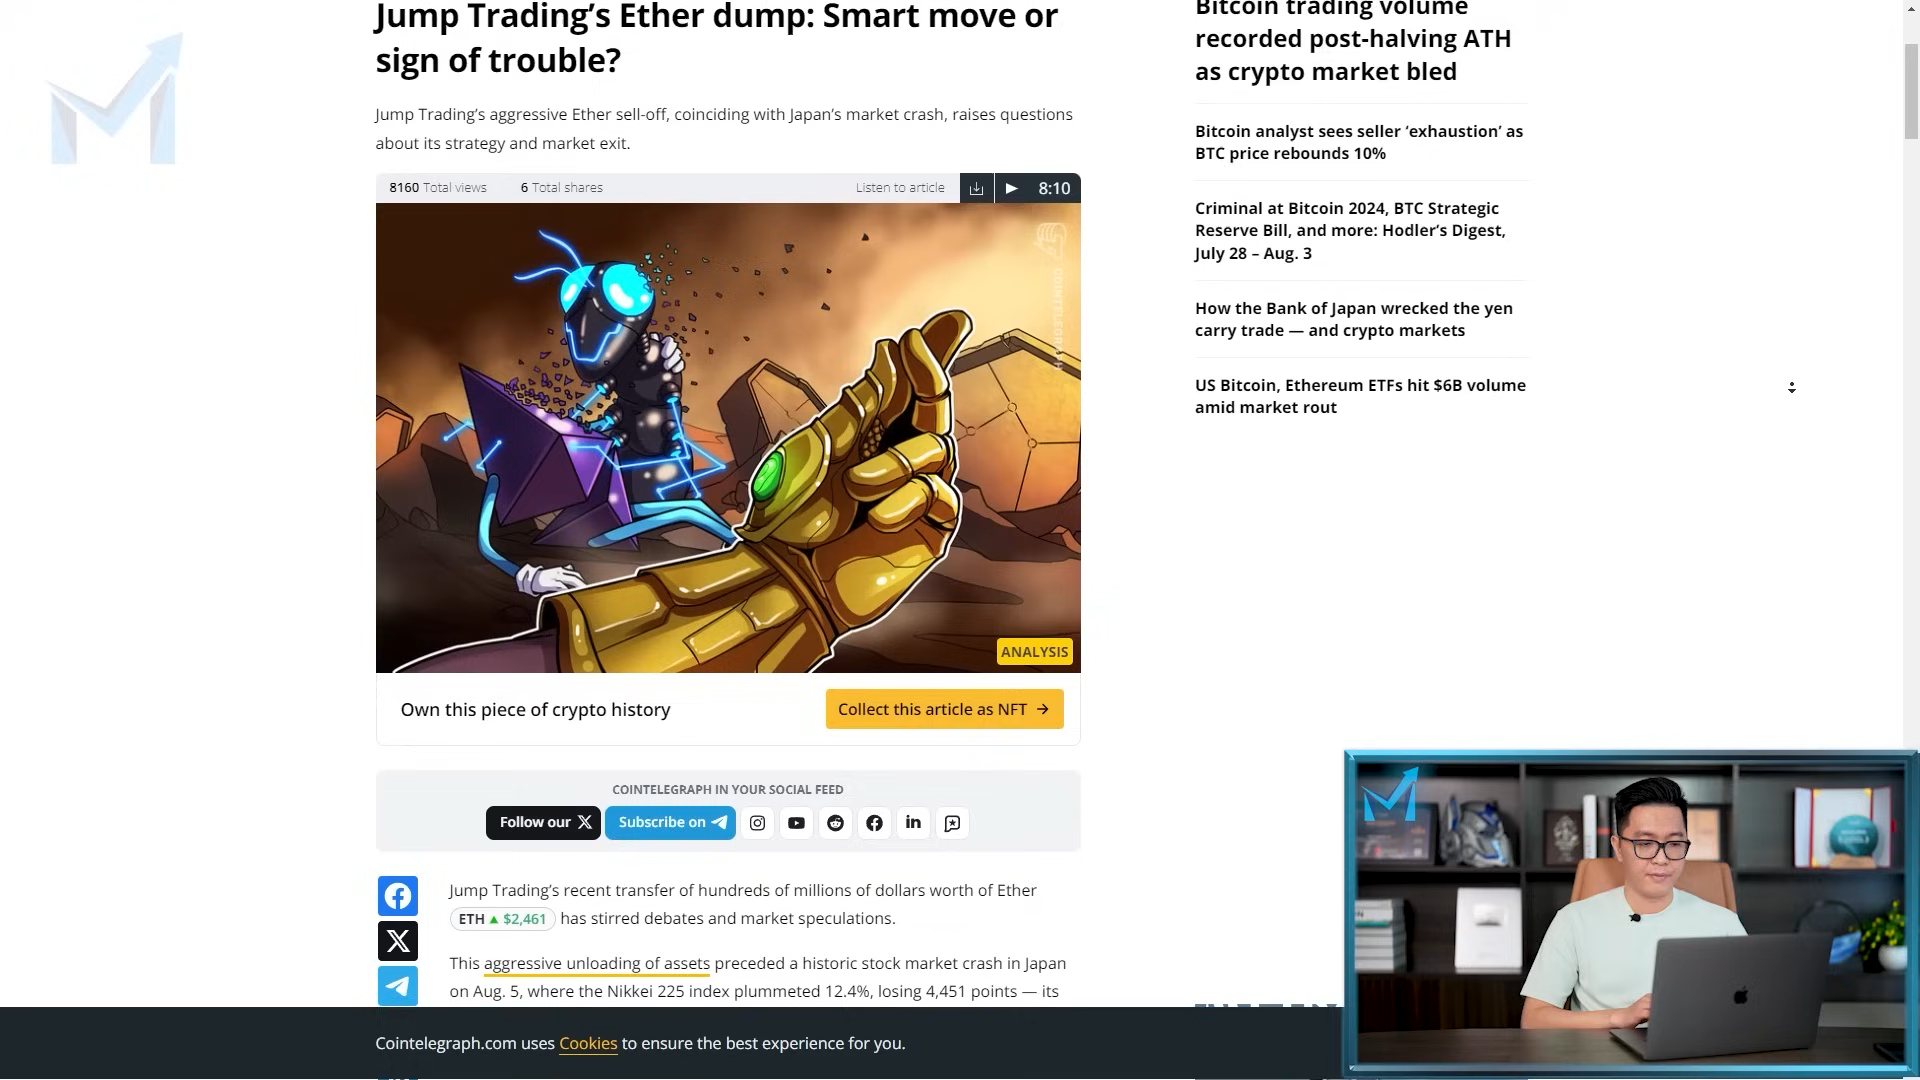 Jump Trading’s Ether dump: Smart move or
sign of trouble?
Jump Trading’s aggressive Ether sell-off, coinciding with Japan’s market crash, raises questions
about its strategy and market exit.
8160 Total views 6 Total shares Listen to article 8:10
COINTELEGRAPH
ANALYSIS
Own this piece of crypto history
Collect this article as NFT →
COINTELEGRAPH IN YOUR SOCIAL FEED
Follow our X
Subscribe on
Jump Trading’s recent transfer of hundreds of millions of dollars worth of Ether
ETH ▲ $2,461 has stirred debates and market speculations.
This aggressive unloading of assets preceded a historic stock market crash in Japan
on Aug. 5, where the Nikkei 225 index plummeted 12.4%, losing 4,451 points — its
Cointelegraph.com uses Cookies to ensure the best experience for you.
Bitcoin trading volume
recorded post-halving ATH
as crypto market bled
Bitcoin analyst sees seller ‘exhaustion’ as
BTC price rebounds 10%
Criminal at Bitcoin 2024, BTC Strategic
Reserve Bill, and more: Hodler’s Digest,
July 28 – Aug. 3
How the Bank of Japan wrecked the yen
carry trade — and crypto markets
US Bitcoin, Ethereum ETFs hit $6B volume
amid market rout